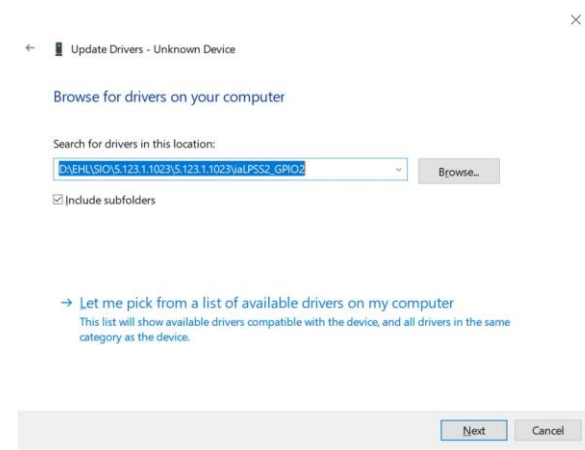 Update Drivers - Unknown Device
Browse for drivers on your computer
Search for drivers in this location:
D:\EHL\SIO\5.123.1.1023\5.123.1.1023\iaLPSS2_GPIO2
Browse...
Include subfolders
Let me pick from a list of available drivers on my computer
This list will show available drivers compatible with the device, and all drivers in the same
category as the device.
Next
Cancel